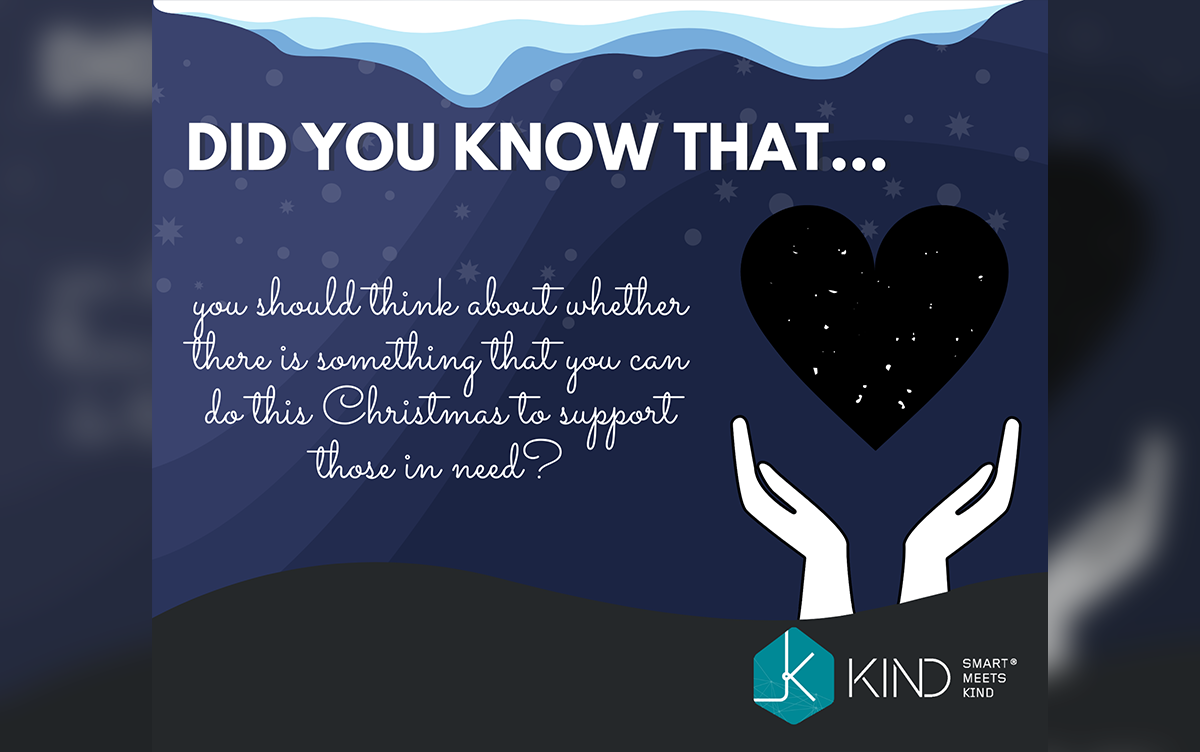 DID YOU KNOW THAT...
you should think about whether
there is something that you can
do this Christmas to support
those in need?
KIND
SMART®
MEETS
KIND